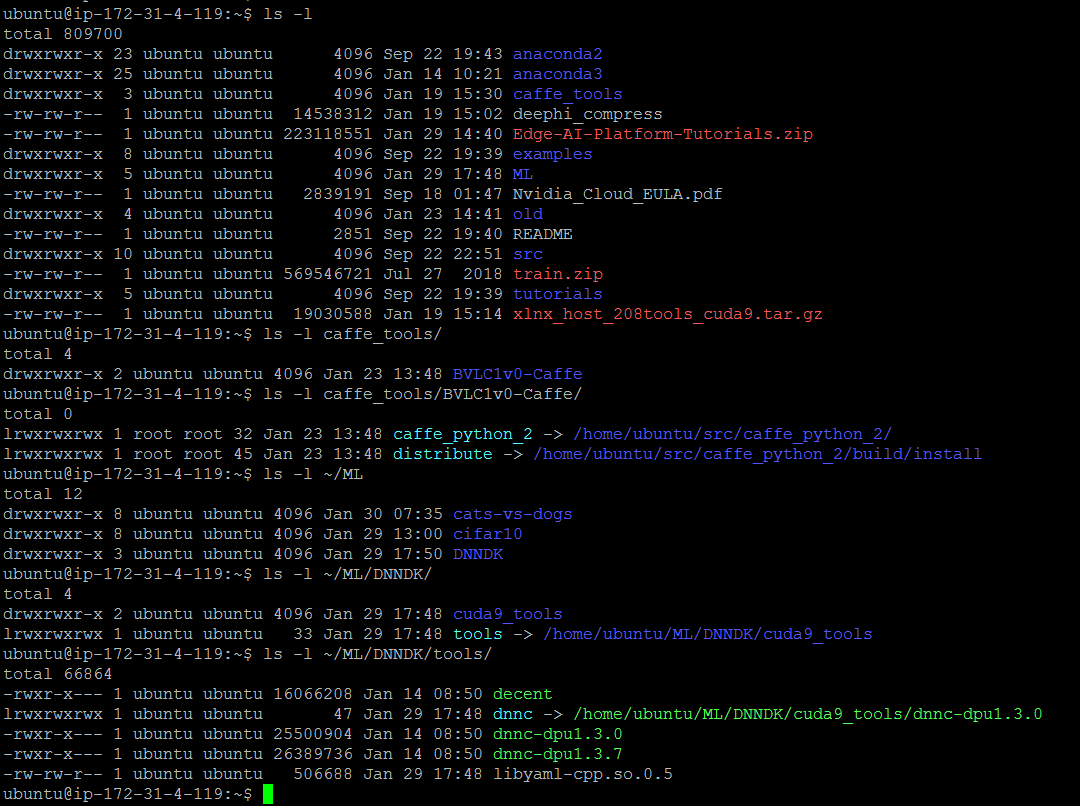 ubuntu@ip-172-31-4-119:~$ ls -l
total 809700
drwxrwxr-x 23 ubuntu ubuntu      4096 Sep 22 19:43 anaconda2
drwxrwxr-x 25 ubuntu ubuntu      4096 Jan 14 10:21 anaconda3
drwxrwxr-x  3 ubuntu ubuntu      4096 Jan 19 15:30 caffe_tools
-rw-rw-r--  1 ubuntu ubuntu  14538312 Jan 19 15:02 deephi_compress
-rw-rw-r--  1 ubuntu ubuntu 223118551 Jan 29 14:40 Edge-AI-Platform-Tutorials.zip
drwxrwxr-x  8 ubuntu ubuntu      4096 Sep 22 19:39 examples
drwxrwxr-x  5 ubuntu ubuntu      4096 Jan 29 17:48 ML
-rw-rw-r--  1 ubuntu ubuntu   2839191 Sep 18 01:47 Nvidia_Cloud_EULA.pdf
drwxrwxr-x  4 ubuntu ubuntu      4096 Jan 23 14:41 old
-rw-rw-r--  1 ubuntu ubuntu      2851 Sep 22 19:40 README
drwxrwxr-x 10 ubuntu ubuntu      4096 Sep 22 22:51 src
-rw-rw-r--  1 ubuntu ubuntu 569546721 Jul 27  2018 train.zip
drwxrwxr-x  5 ubuntu ubuntu      4096 Sep 22 19:39 tutorials
-rw-rw-r--  1 ubuntu ubuntu  19030588 Jan 19 15:14 xlnx_host_208tools_cuda9.tar.gz
ubuntu@ip-172-31-4-119:~$ ls -l caffe_tools/
total 4
drwxrwxr-x 2 ubuntu ubuntu 4096 Jan 23 13:48 BVLC1v0-Caffe
ubuntu@ip-172-31-4-119:~$ ls -l caffe_tools/BVLC1v0-Caffe/
total 0
lrwxrwxrwx 1 root root 32 Jan 23 13:48 caffe_python_2 -> /home/ubuntu/src/caffe_python_2/
lrwxrwxrwx 1 root root 45 Jan 23 13:48 distribute -> /home/ubuntu/src/caffe_python_2/build/install
ubuntu@ip-172-31-4-119:~$ ls -l ~/ML
total 12
drwxrwxr-x 8 ubuntu ubuntu 4096 Jan 30 07:35 cats-vs-dogs
drwxrwxr-x 8 ubuntu ubuntu 4096 Jan 29 13:00 cifar10
drwxrwxr-x 3 ubuntu ubuntu 4096 Jan 29 17:50 DNNDK
ubuntu@ip-172-31-4-119:~$ ls -l ~/ML/DNNDK/
total 4
drwxrwxr-x 2 ubuntu ubuntu 4096 Jan 29 17:48 cuda9_tools
lrwxrwxrwx 1 ubuntu ubuntu   33 Jan 29 17:48 tools -> /home/ubuntu/ML/DNNDK/cuda9_tools
ubuntu@ip-172-31-4-119:~$ ls -l ~/ML/DNNDK/tools/
total 66864
-rwxr-x--- 1 ubuntu ubuntu 16066208 Jan 14 08:50 decent
lrwxrwxrwx 1 ubuntu ubuntu       47 Jan 29 17:48 dnnc -> /home/ubuntu/ML/DNNDK/cuda9_tools/dnnc-dpu1.3.0
-rwxr-x--- 1 ubuntu ubuntu 25500904 Jan 14 08:50 dnnc-dpu1.3.0
-rwxr-x--- 1 ubuntu ubuntu 26389736 Jan 14 08:50 dnnc-dpu1.3.7
-rw-rw-r-- 1 ubuntu ubuntu   506688 Jan 29 17:48 libyaml-cpp.so.0.5
ubuntu@ip-172-31-4-119:~$